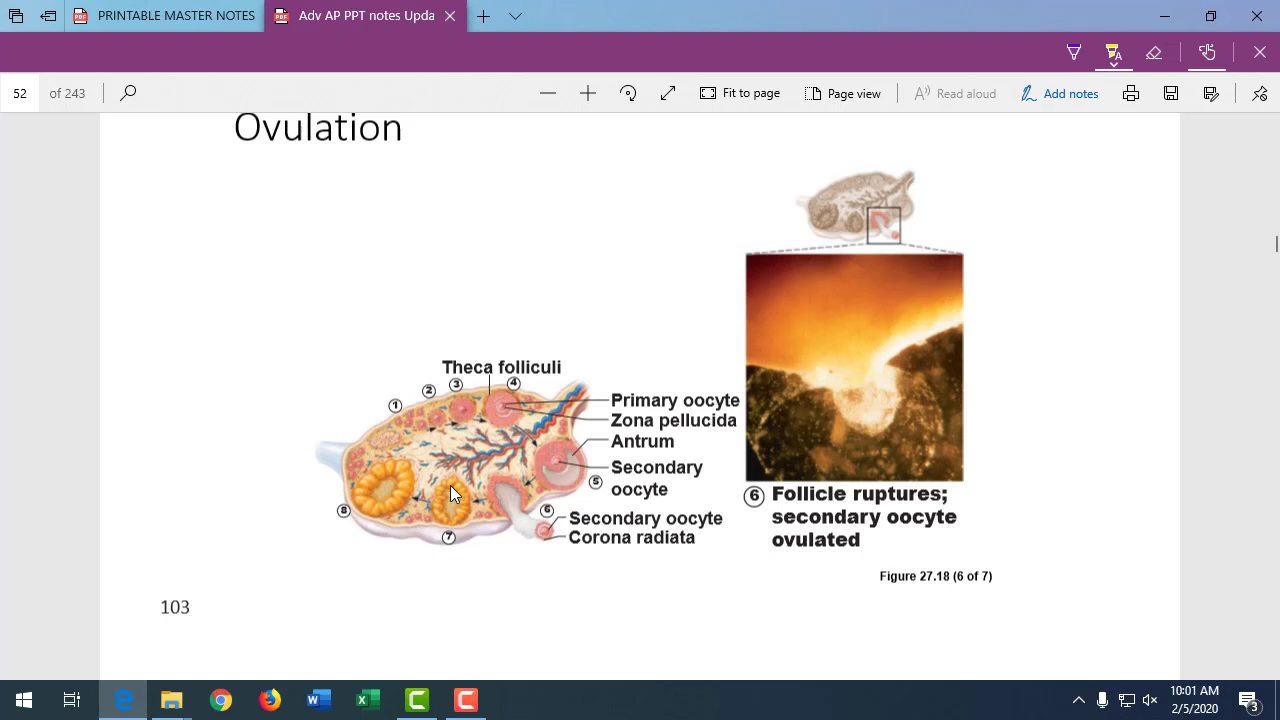 PRINTABLE MASTER NOTES
Adv AP PPT notes Upda
52 of 243
Fit to page
Page view
Read aloud
Add notes
Ovulation
Theca folliculi
1
2
3
4
Primary oocyte
Zona pellucida
Antrum
Secondary
oocyte
5
6
Secondary oocyte
Corona radiata
7
8
6 Follicle ruptures;
secondary oocyte
ovulated
Figure 27.18 (6 of 7)
103
10:01 AM
2/5/2020